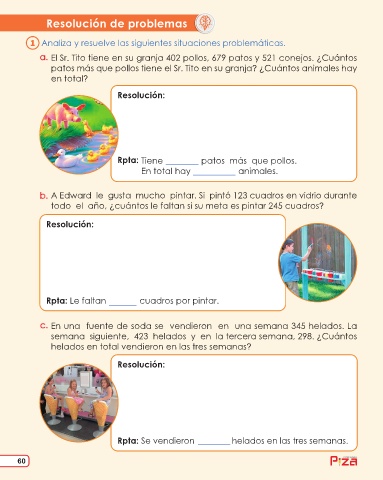 Resolución de problemas
1 Analiza y resuelve las siguientes situaciones problemáticas.
a. El Sr. Tito tiene en su granja 402 pollos, 679 patos y 521 conejos. ¿Cuántos
patos más que pollos tiene el Sr. Tito en su granja? ¿Cuántos animales hay
en total?
Resolución:
Rpta: Tiene _______ patos más que pollos.
En total hay _________ animales.
b. A Edward le gusta mucho pintar. Si pintó 123 cuadros en vidrio durante
todo el año, ¿cuántos le faltan si su meta es pintar 245 cuadros?
Resolución:
Rpta: Le faltan ______ cuadros por pintar.
c. En una fuente de soda se vendieron en una semana 345 helados. La
semana siguiente, 423 helados y en la tercera semana, 298. ¿Cuántos
helados en total vendieron en las tres semanas?
Resolución:
Rpta: Se vendieron _______ helados en las tres semanas.
60